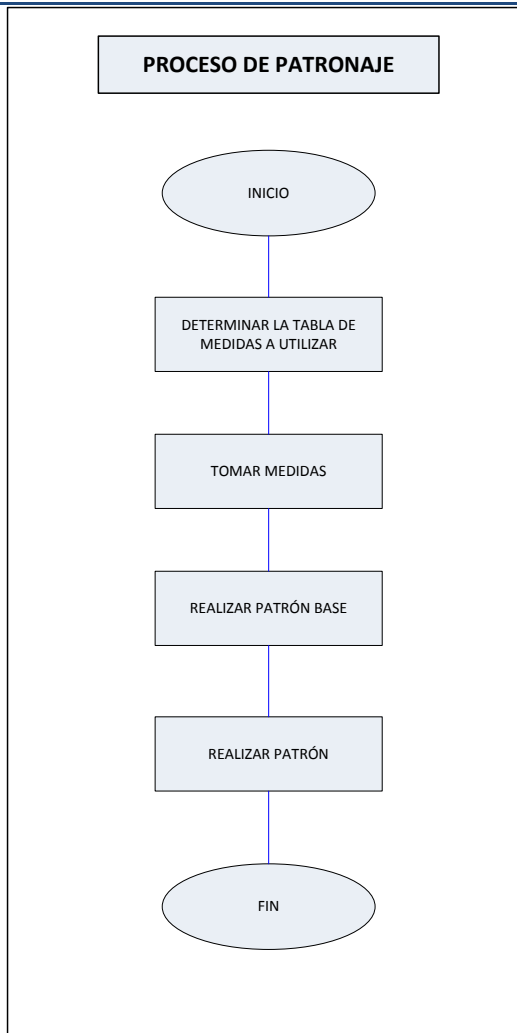 PROCESO DE PATRONAJE
INICIO
DETERMINAR LA TABLA DE
MEDIDAS A UTILIZAR
TOMAR MEDIDAS
REALIZAR PATRÓN BASE
REALIZAR PATRÓN
FIN